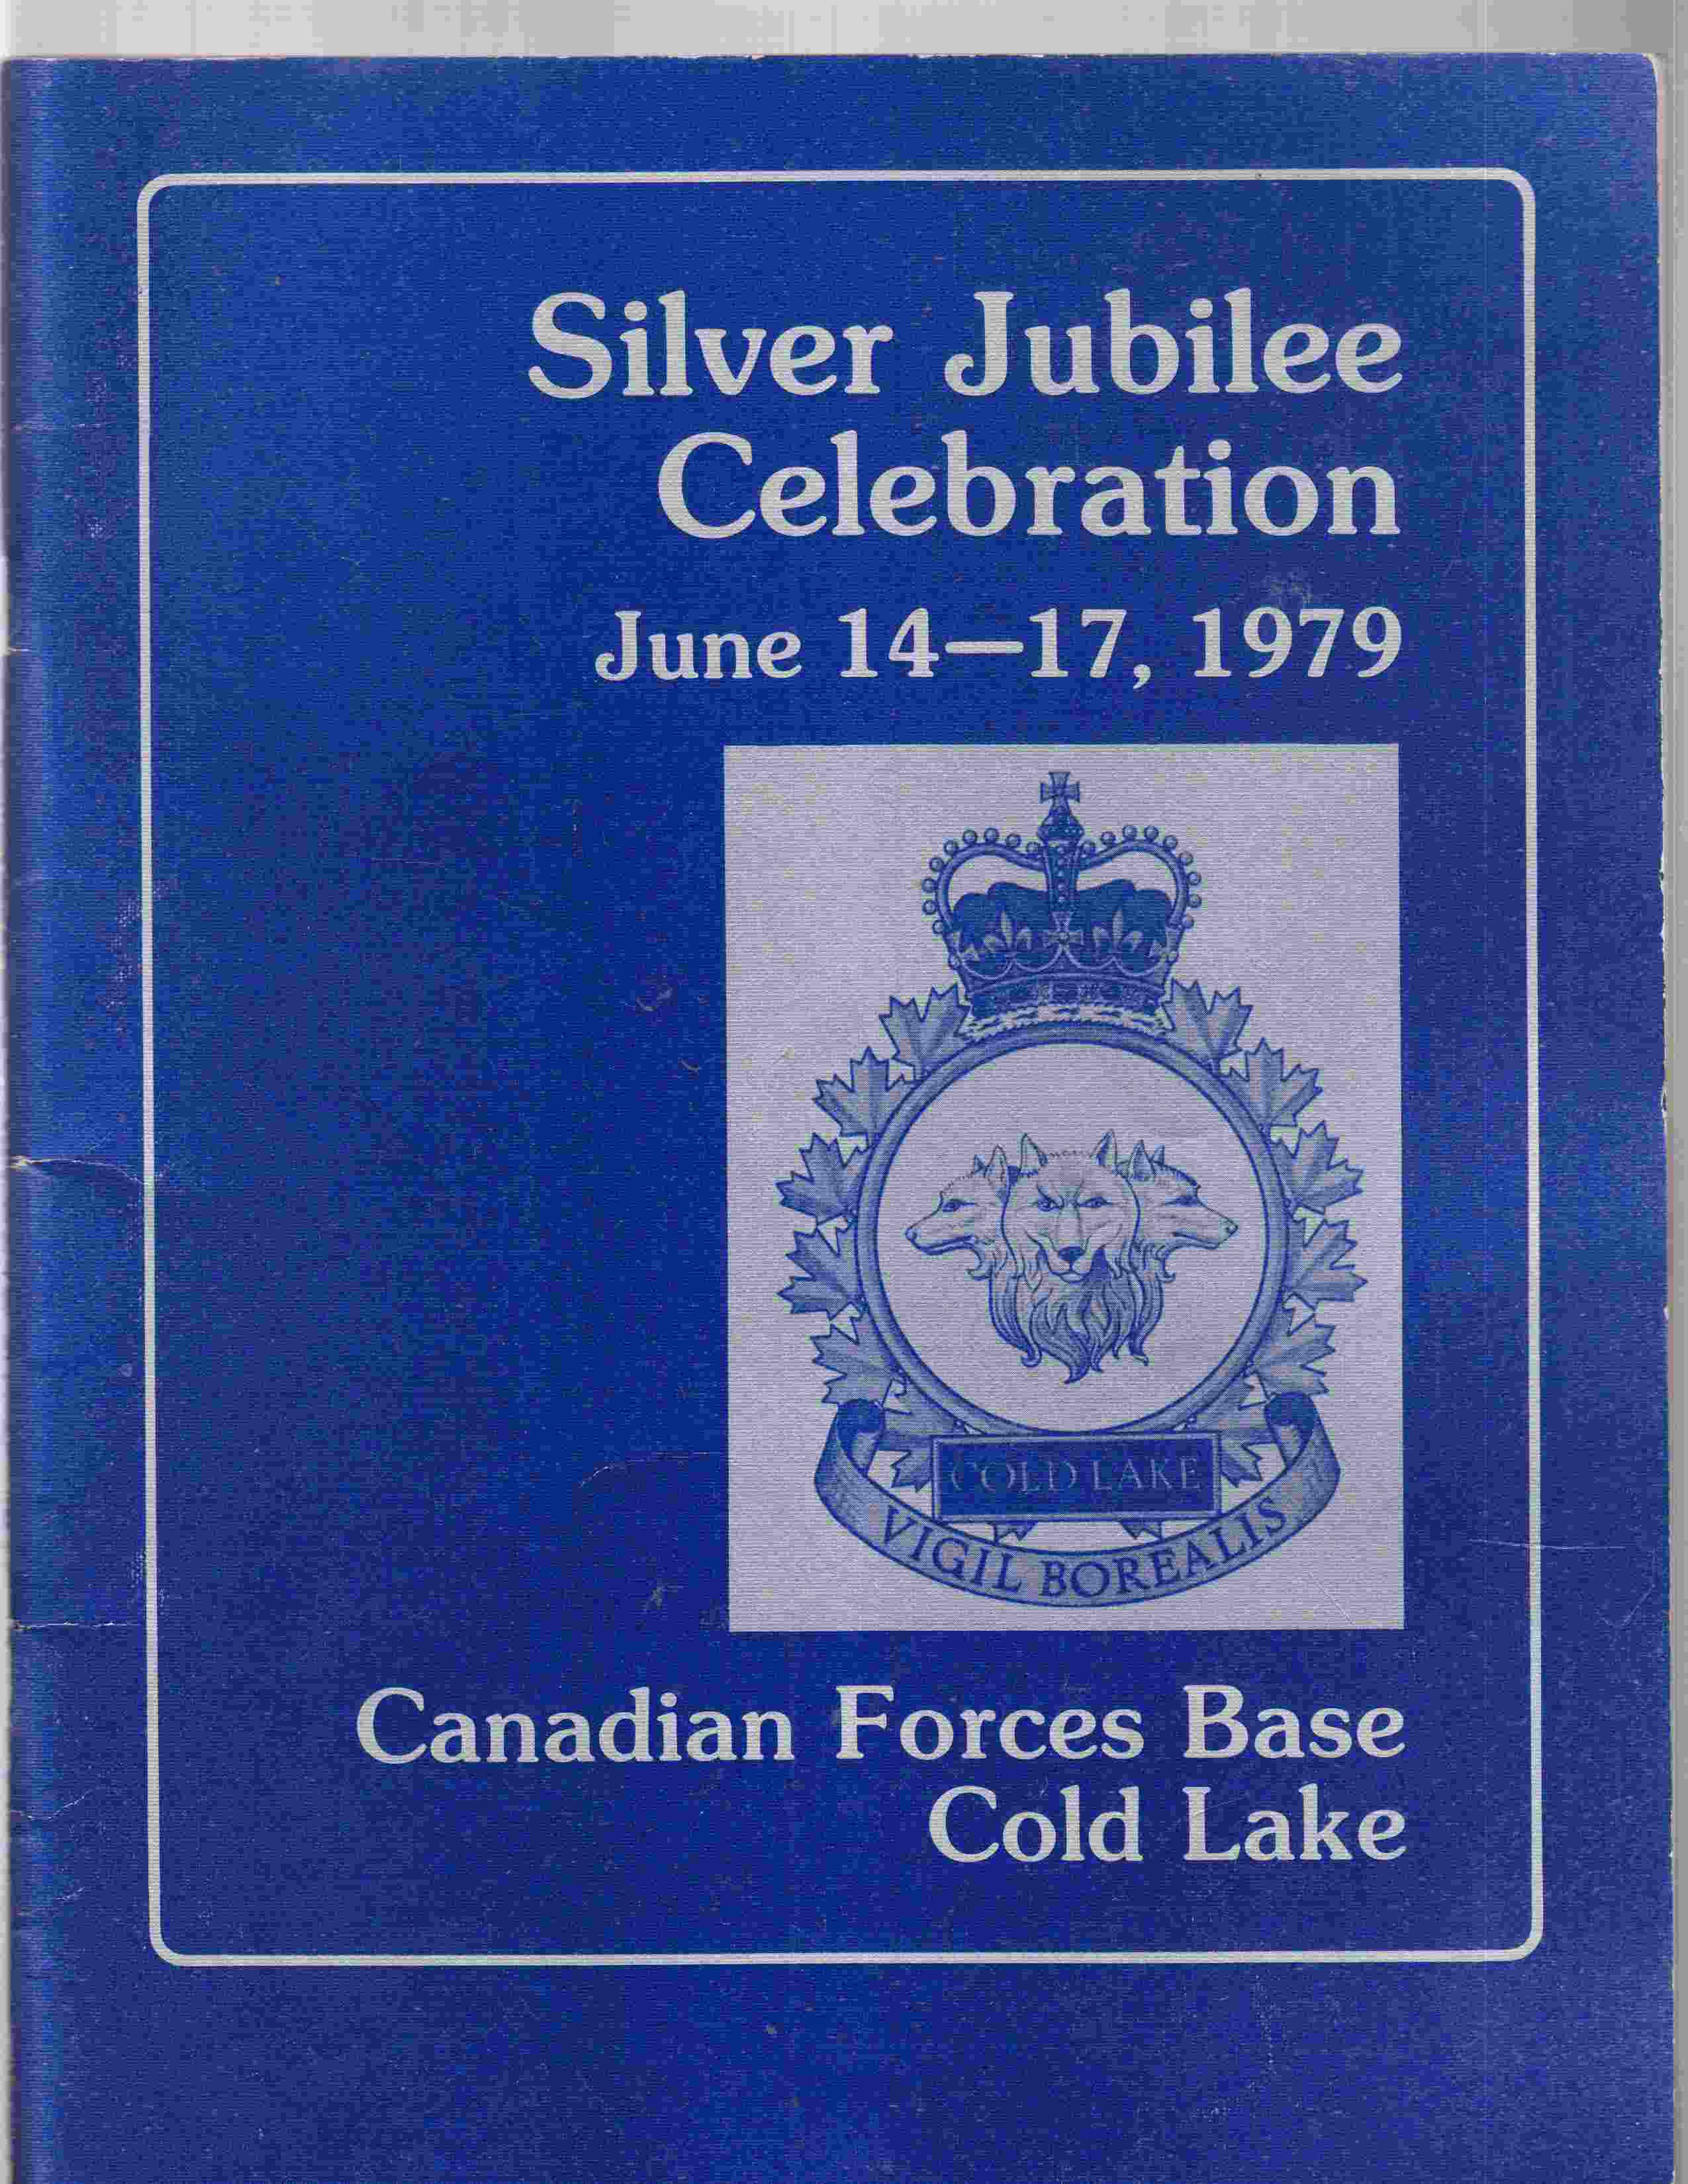 Silver Jubilee
Celebration
June 14–17, 1979
COLD LAKE
VIGIL BOREALIS
Canadian Forces Base
Cold Lake